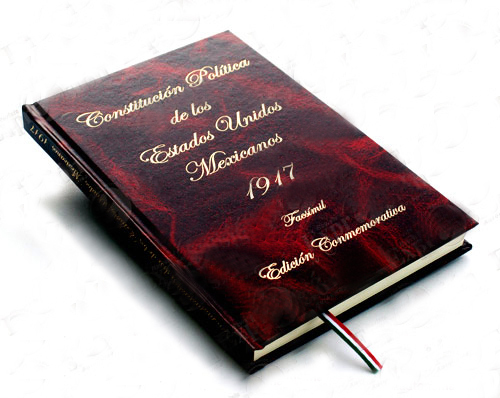 Constitución Política
de los
Estados Unidos
Mexicanos
1917
Facsímil
Edición Conmemorativa